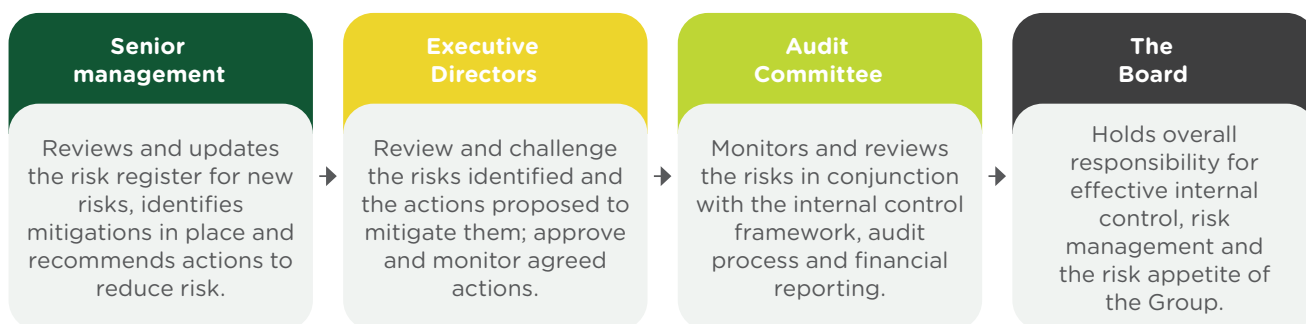 Senior
management
Reviews and updates
the risk register for new
risks, identifies
mitigations in place and
recommends actions to
reduce risk.
Executive
Directors
Review and challenge
the risks identified and
the actions proposed to
mitigate them; approve
and monitor agreed
actions.
Audit
Committee
Monitors and reviews
the risks in conjunction
with the internal control
framework, audit
process and financial
reporting.
The
Board
Holds overall
responsibility for
effective internal
control, risk
management and
the risk appetite of
the Group.